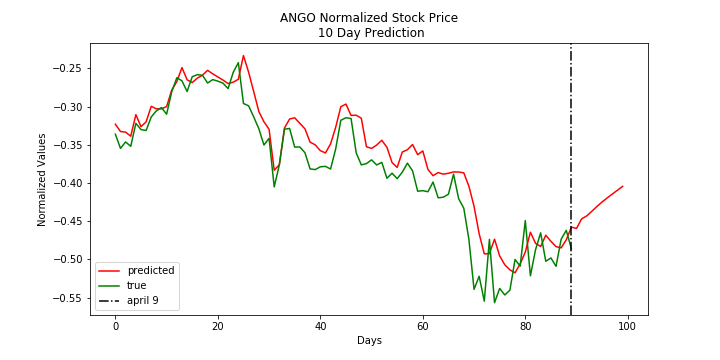 ANGO Normalized Stock Price
10 Day Prediction
Normalized Values
−0.25
−0.30
−0.35
−0.40
−0.45
−0.50
−0.55
predicted
true
april 9
0
20
40
60
80
100
Days